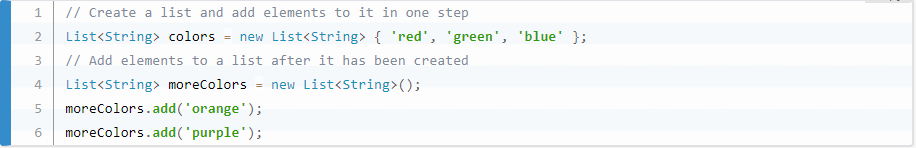 1 // Create a list and add elements to it in one step
2 List<String> colors = new List<String> { 'red', 'green', 'blue' };
3 // Add elements to a list after it has been created
4 List<String> moreColors = new List<String>();
5 moreColors.add('orange');
6 moreColors.add('purple');